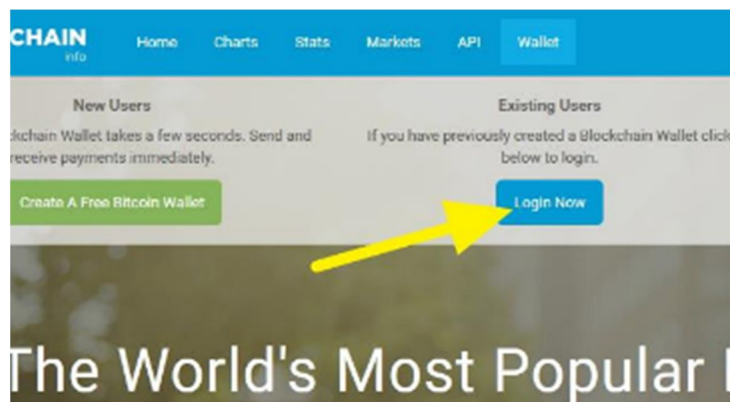 CHAIN
info
Home Charts Stats Markets API Wallet
New Users
ckchain Wallet takes a few seconds. Send and
receive payments immediately.
Create A Free Bitcoin Wallet
Existing Users
If you have previously created a Blockchain Wallet click
below to login.
Login Now
The World's Most Popular